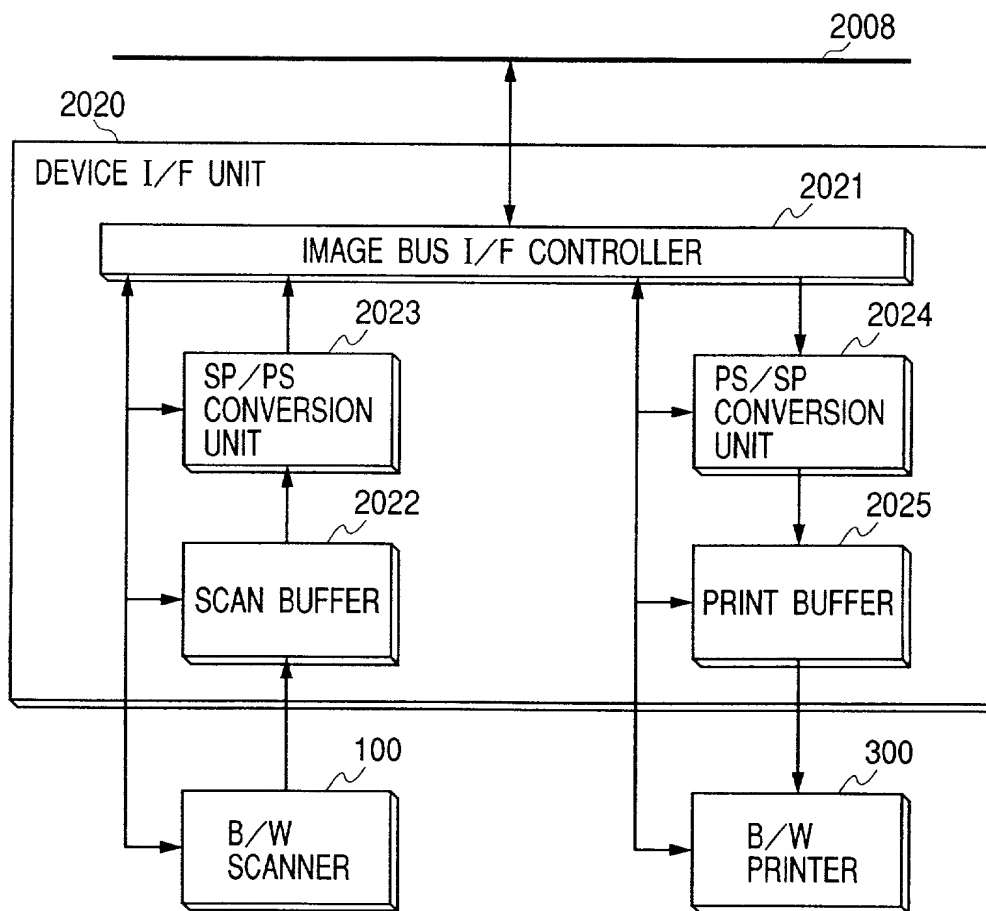 2008
2020
DEVICE I/F UNIT
2021
IMAGE BUS I/F CONTROLLER
2023
2024
SP/PS
CONVERSION
UNIT
PS/SP
CONVERSION
UNIT
2022
2025
SCAN BUFFER
PRINT BUFFER
100
300
B/W
SCANNER
B/W
PRINTER